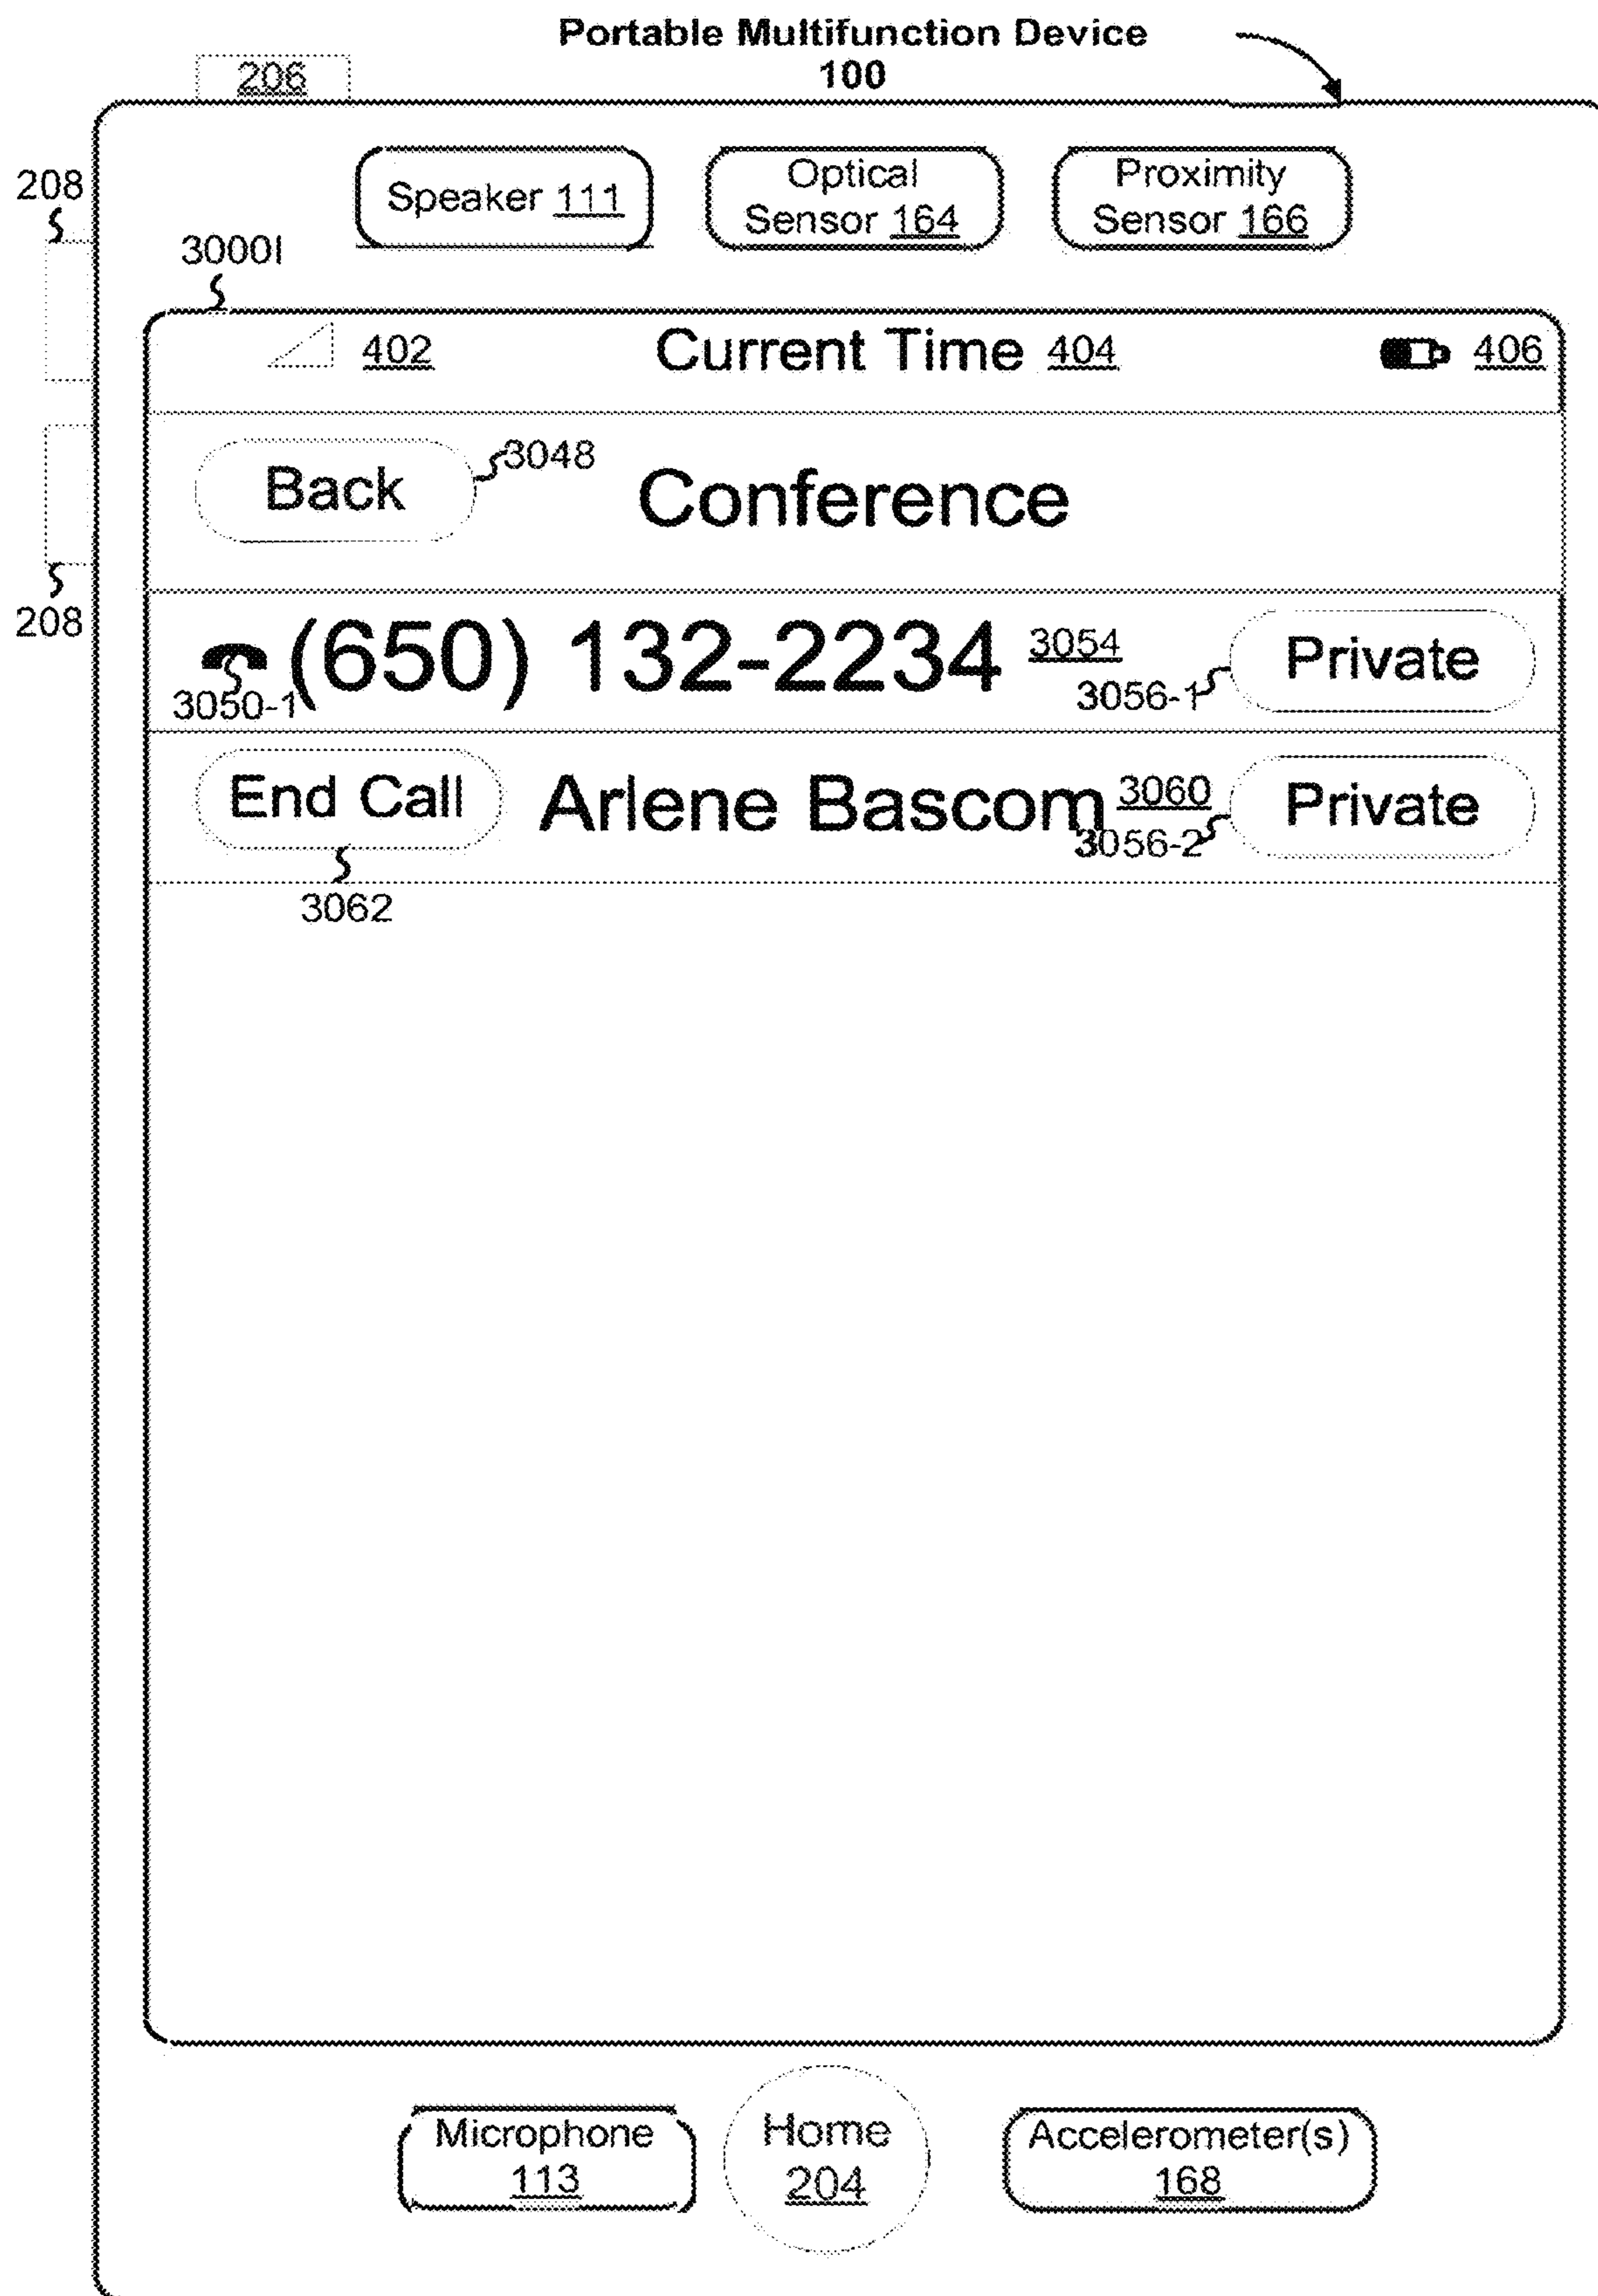 Portable Multifunction Device
100
206
208
Speaker 111
Optical
Sensor 164
Proximity
Sensor 166
3000I
402 Current Time 404 406
Back 3048 Conference
208
(650) 132-2234 3054 Private
3050-1 3056-1
End Call Arlene Bascom 3060 Private
3056-2
3062
Microphone
113
Home
204
Accelerometer(s)
168